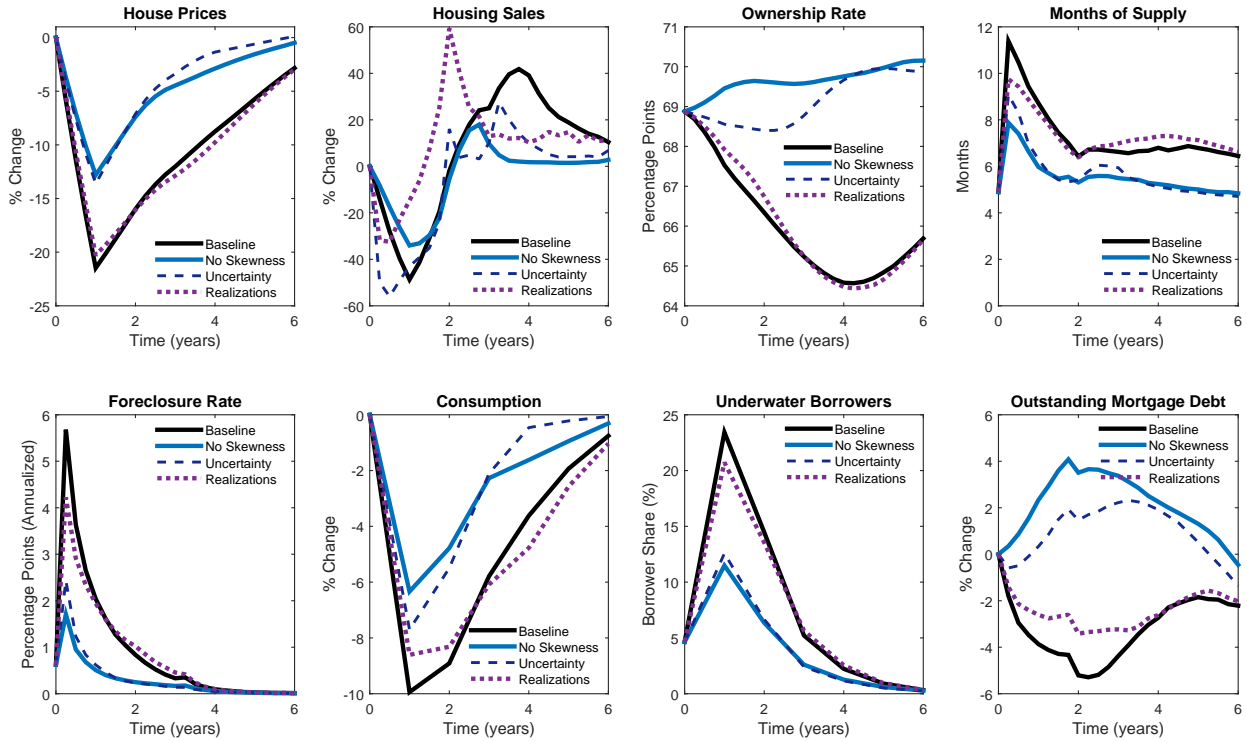 House Prices
% Change
0
-5
-10
-15
-20
-25
Baseline
No Skewness
Uncertainty
Realizations
0 2 4 6
Time (years)
Housing Sales
% Change
60
40
20
0
-20
-40
-60
Baseline
No Skewness
Uncertainty
Realizations
0 2 4 6
Time (years)
Ownership Rate
Percentage Points
71
70
69
68
67
66
65
64
Baseline
No Skewness
Uncertainty
Realizations
0 2 4 6
Time (years)
Months of Supply
Months
12
10
8
6
4
2
0
Baseline
No Skewness
Uncertainty
Realizations
0 2 4 6
Time (years)
Foreclosure Rate
Percentage Points (Annualized)
6
5
4
3
2
1
0
Baseline
No Skewness
Uncertainty
Realizations
0 2 4 6
Time (years)
Consumption
% Change
0
-2
-4
-6
-8
-10
Baseline
No Skewness
Uncertainty
Realizations
0 2 4 6
Time (years)
Underwater Borrowers
Borrower Share (%)
25
20
15
10
5
0
Baseline
No Skewness
Uncertainty
Realizations
0 2 4 6
Time (years)
Outstanding Mortgage Debt
% Change
6
4
2
0
-2
-4
-6
Baseline
No Skewness
Uncertainty
Realizations
0 2 4 6
Time (years)